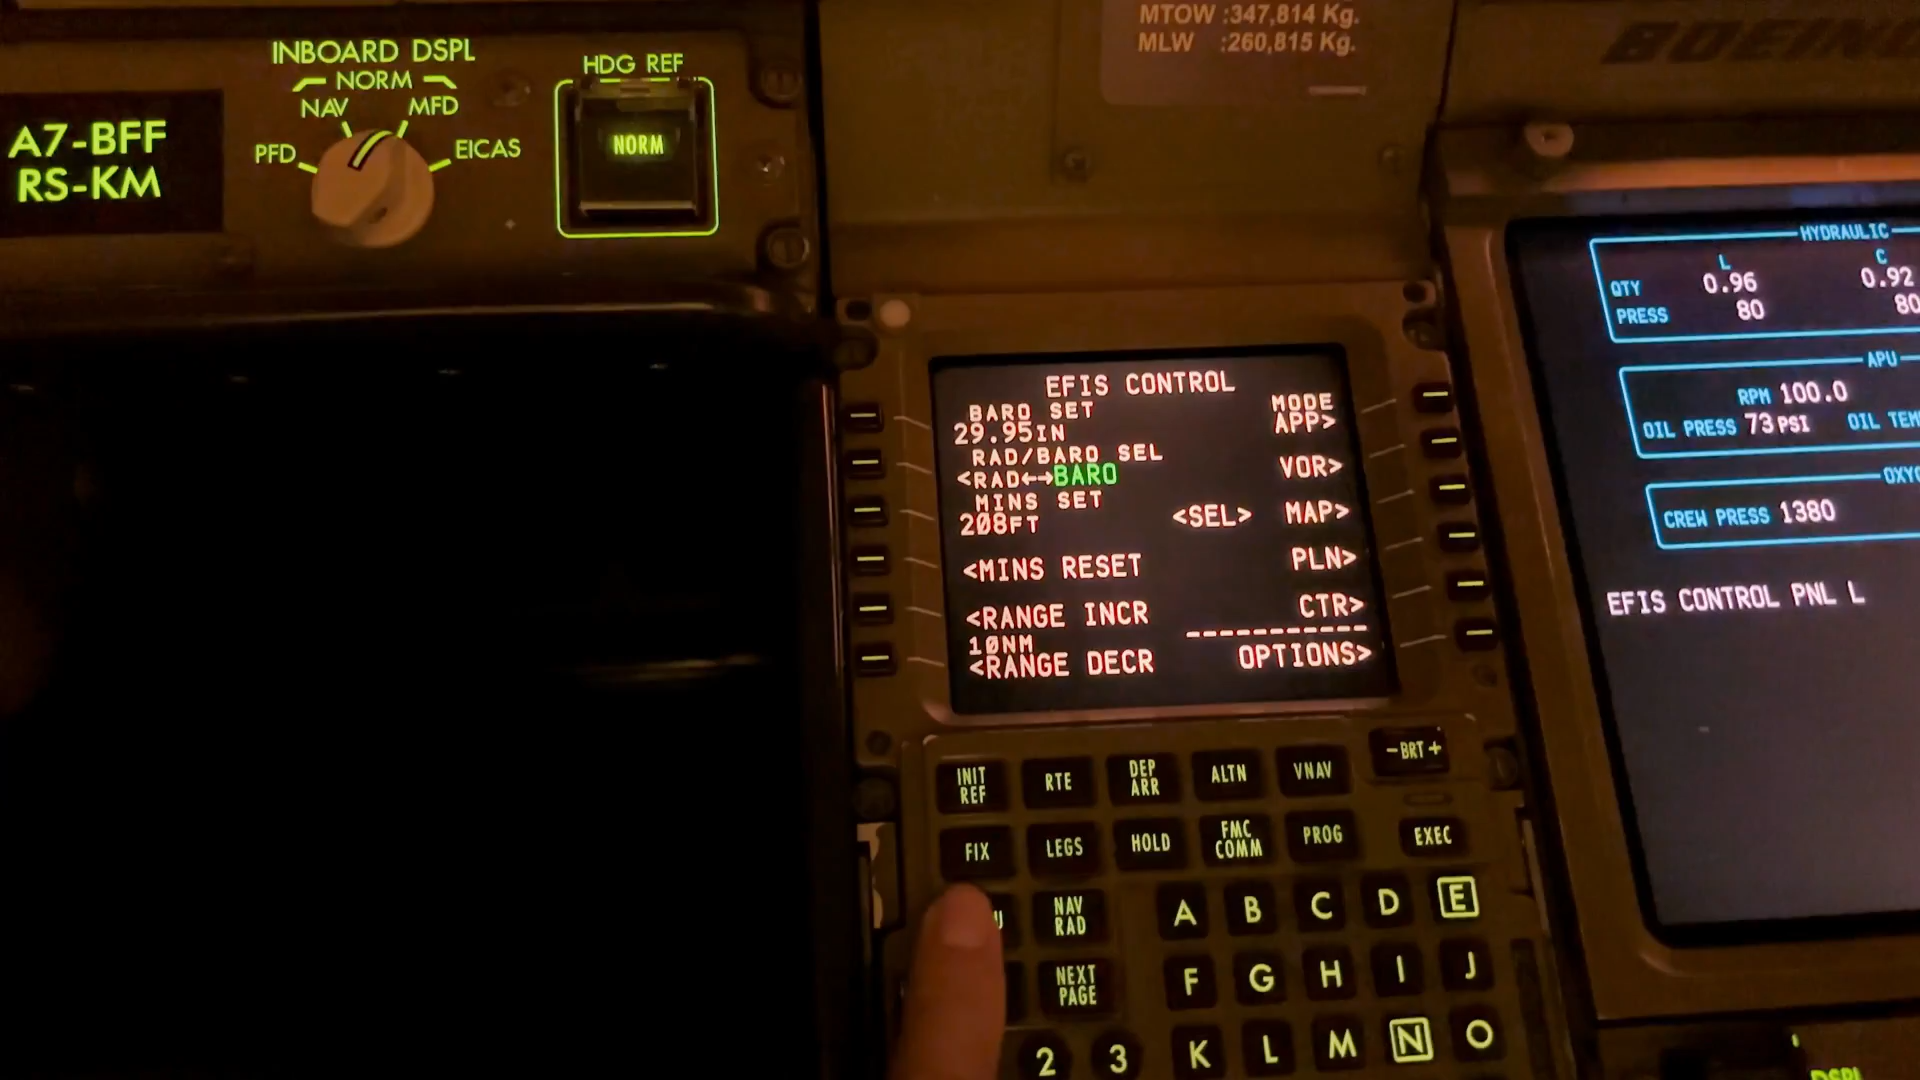 MTOW :347,814 Kg.
MLW :260,815 Kg.
BOEING
INBOARD DSPL
NORM
NAV MFD
PFD EICAS
HDG REF
NORM
A7-BFF
RS-KM
EFIS CONTROL
BARO SET MODE
29.95IN APP>
RAD/BARO SEL
<RAD←→BARO VOR>
MINS SET
208FT <SEL> MAP>
<MINS RESET PLN>
<RANGE INCR CTR>
10NM -----------
<RANGE DECR OPTIONS>
HYDRAULIC
L C
QTY 0.96 0.92
PRESS 80 80
APU
RPM 100.0
OIL PRESS 73 PSI OIL
CREW PRESS 1380
EFIS CONTROL PNL L
INIT REF
RTE
DEP ARR
ALTN
VNAV
-BRT+
FIX
LEGS
HOLD
FMC COMM
PROG
EXEC
NAV RAD
A B C D E
NEXT PAGE
F G H I J
2 3
K L M N O